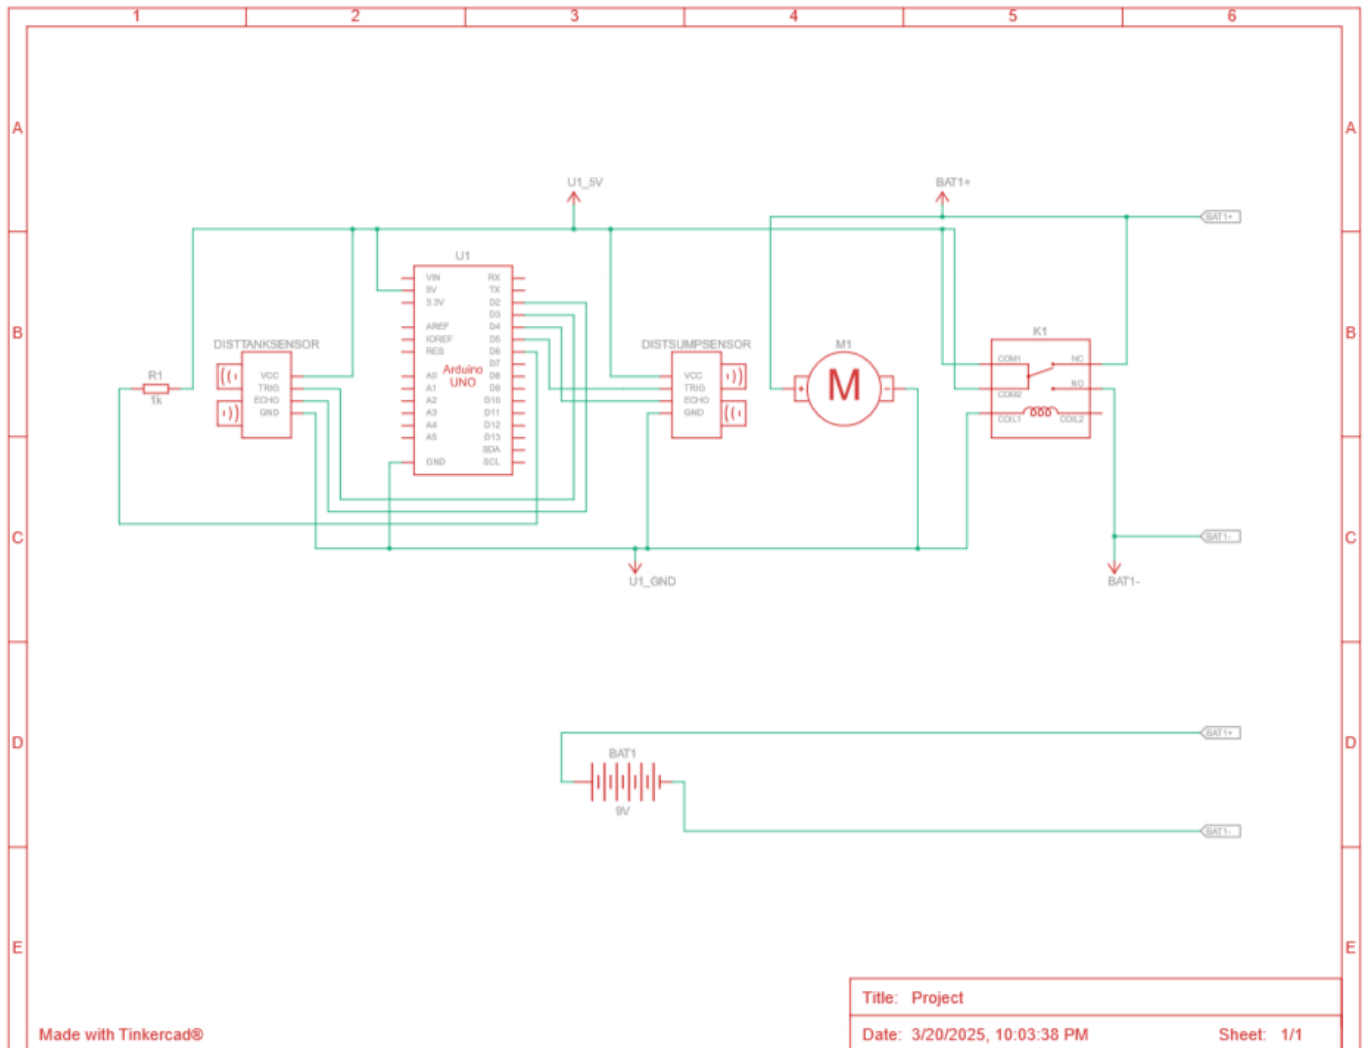 1 2 3 4 5 6
A A
U1_5V BAT1+
BAT1+
U1
VIN RX
5V TX
3.3V D2
D3
AREF D4
IOREF D5
RES D6
D7
A0 D8
A1 D9
A2 D10
A3 D11
A4 D12
A5 D13
SDA
GND SCL
Arduino
UNO
B B
DISTTANKSENSOR
VCC
TRIG
ECHO
GND
R1
1k
DISTSUMPSENSOR
VCC
TRIG
ECHO
GND
M1
M
+ -
K1
COM1 NC
COM2 NO
COIL1 COIL2
C C
BAT1-
U1_GND BAT1-
D D
BAT1+
BAT1
9V
BAT1-
E E
Title: Project
Made with Tinkercad®
Date: 3/20/2025, 10:03:38 PM Sheet: 1/1